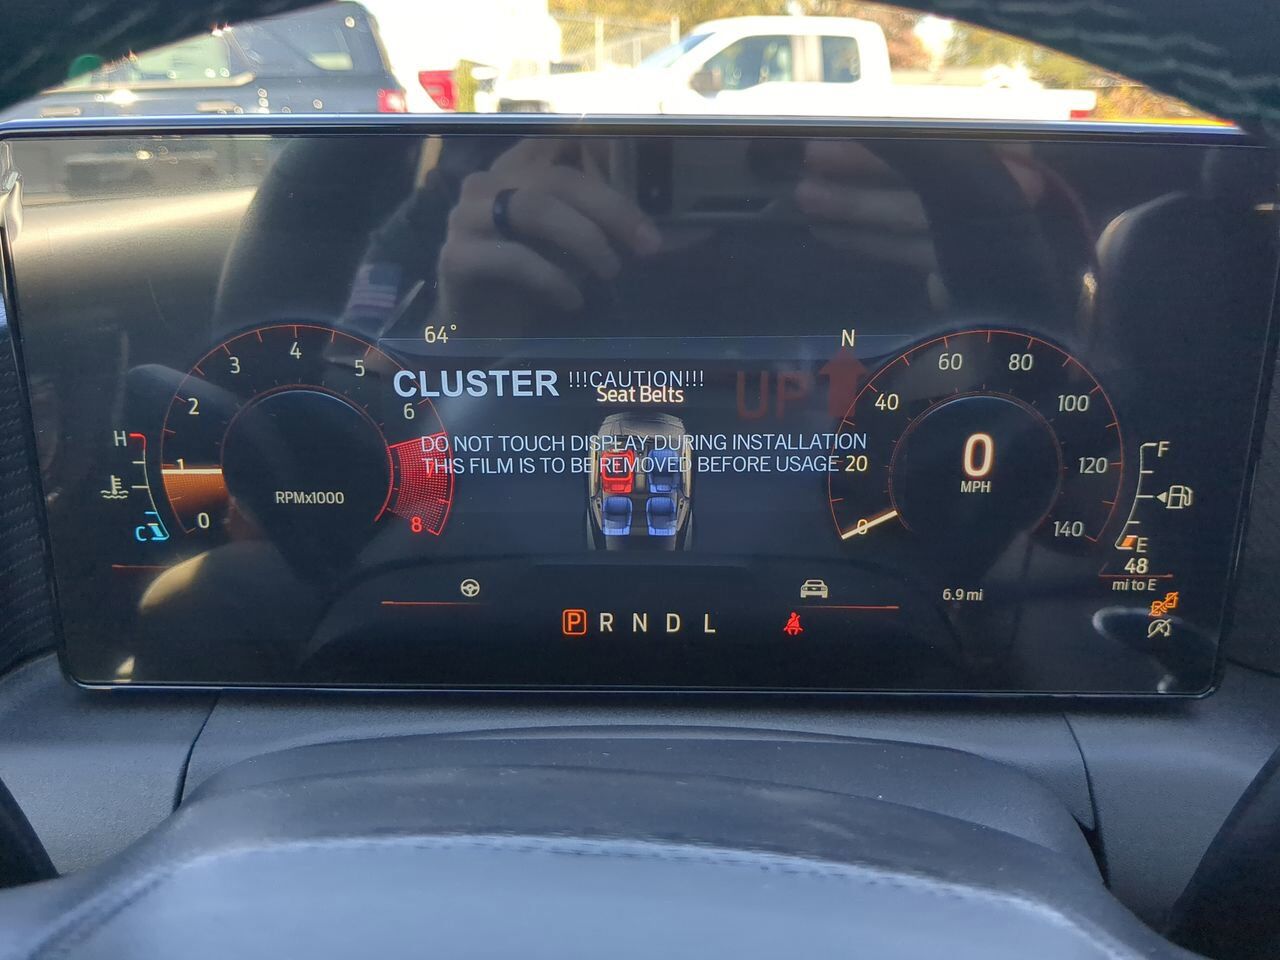 64°
N
CLUSTER !!!CAUTION!!! UP
Seat Belts
DO NOT TOUCH DISPLAY DURING INSTALLATION
THIS FILM IS TO BE REMOVED BEFORE USAGE
0 1 2 3 4 5 6 8
RPMx1000
H
C
0 20 40 60 80 100 120 140
0
MPH
F
E
48
mi to E
6.9 mi
P R N D L